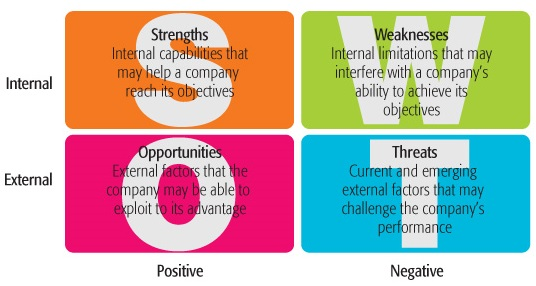 Internal
S
Strengths
Internal capabilities that
may help a company
reach its objectives
W
Weaknesses
Internal limitations that may
interfere with a company's
ability to achieve its
objectives
External
O
Opportunities
External factors that the
company may be able to
exploit to its advantage
T
Threats
Current and emerging
external factors that may
challenge the company's
performance
Positive
Negative